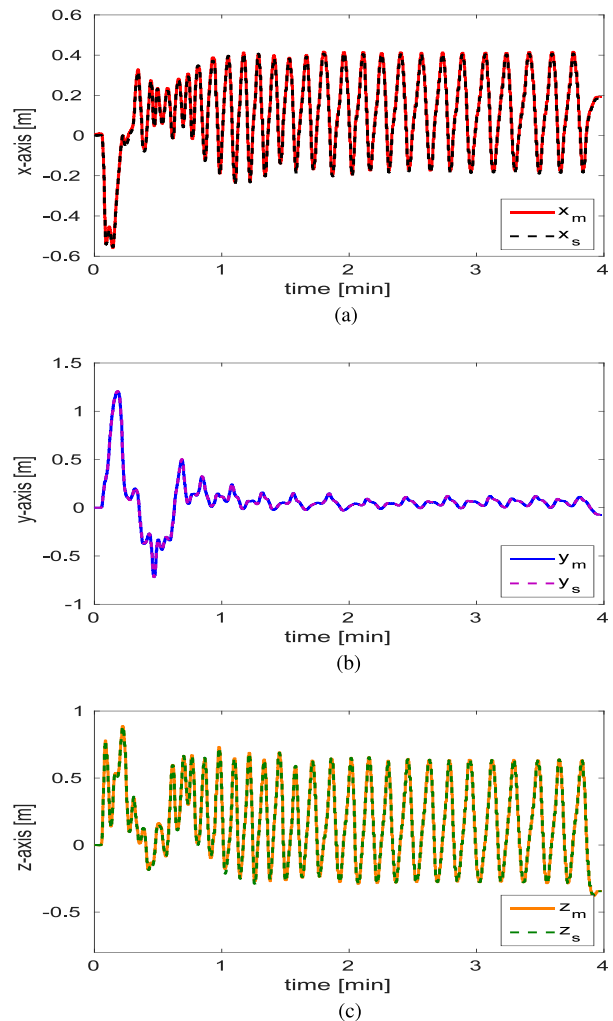 0.6
0.4
0.2
0
-0.2
-0.4
-0.6
x-axis [m]
x_m
x_s
0 1 2 3 4
time [min]
(a)
1.5
1
0.5
0
-0.5
-1
y-axis [m]
y_m
y_s
0 1 2 3 4
time [min]
(b)
1
0.5
0
-0.5
z-axis [m]
z_m
z_s
0 1 2 3 4
time [min]
(c)